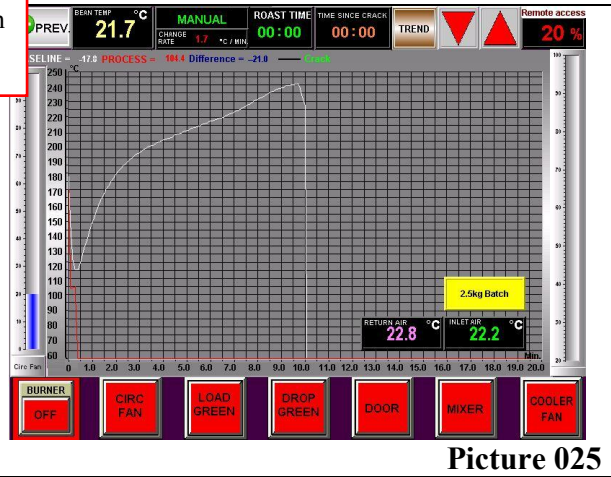 n
PREV.
BEAN TEMP °C
21.7
MANUAL
CHANGE RATE 1.7 °C / MIN.
ROAST TIME
00:00
TIME SINCE CRACK
00:00
TREND
Remote access
20 %
SELINE = -17.0 PROCESS = 104.4 Difference = -21.0 Crack
°C
250
240
230
220
210
200
190
180
170
160
150
140
130
120
110
100
90
80
70
60
0 1.0 2.0 3.0 4.0 5.0 6.0 7.0 8.0 9.0 10.0 11.0 12.0 13.0 14.0 15.0 16.0 17.0 18.0 19.0 20.0
Min.
2.5kg Batch
RETURN AIR °C
22.8
INLET AIR °C
22.2
Circ Fan
BURNER
OFF
CIRC FAN
LOAD GREEN
DROP GREEN
DOOR
MIXER
COOLER FAN
Picture 025